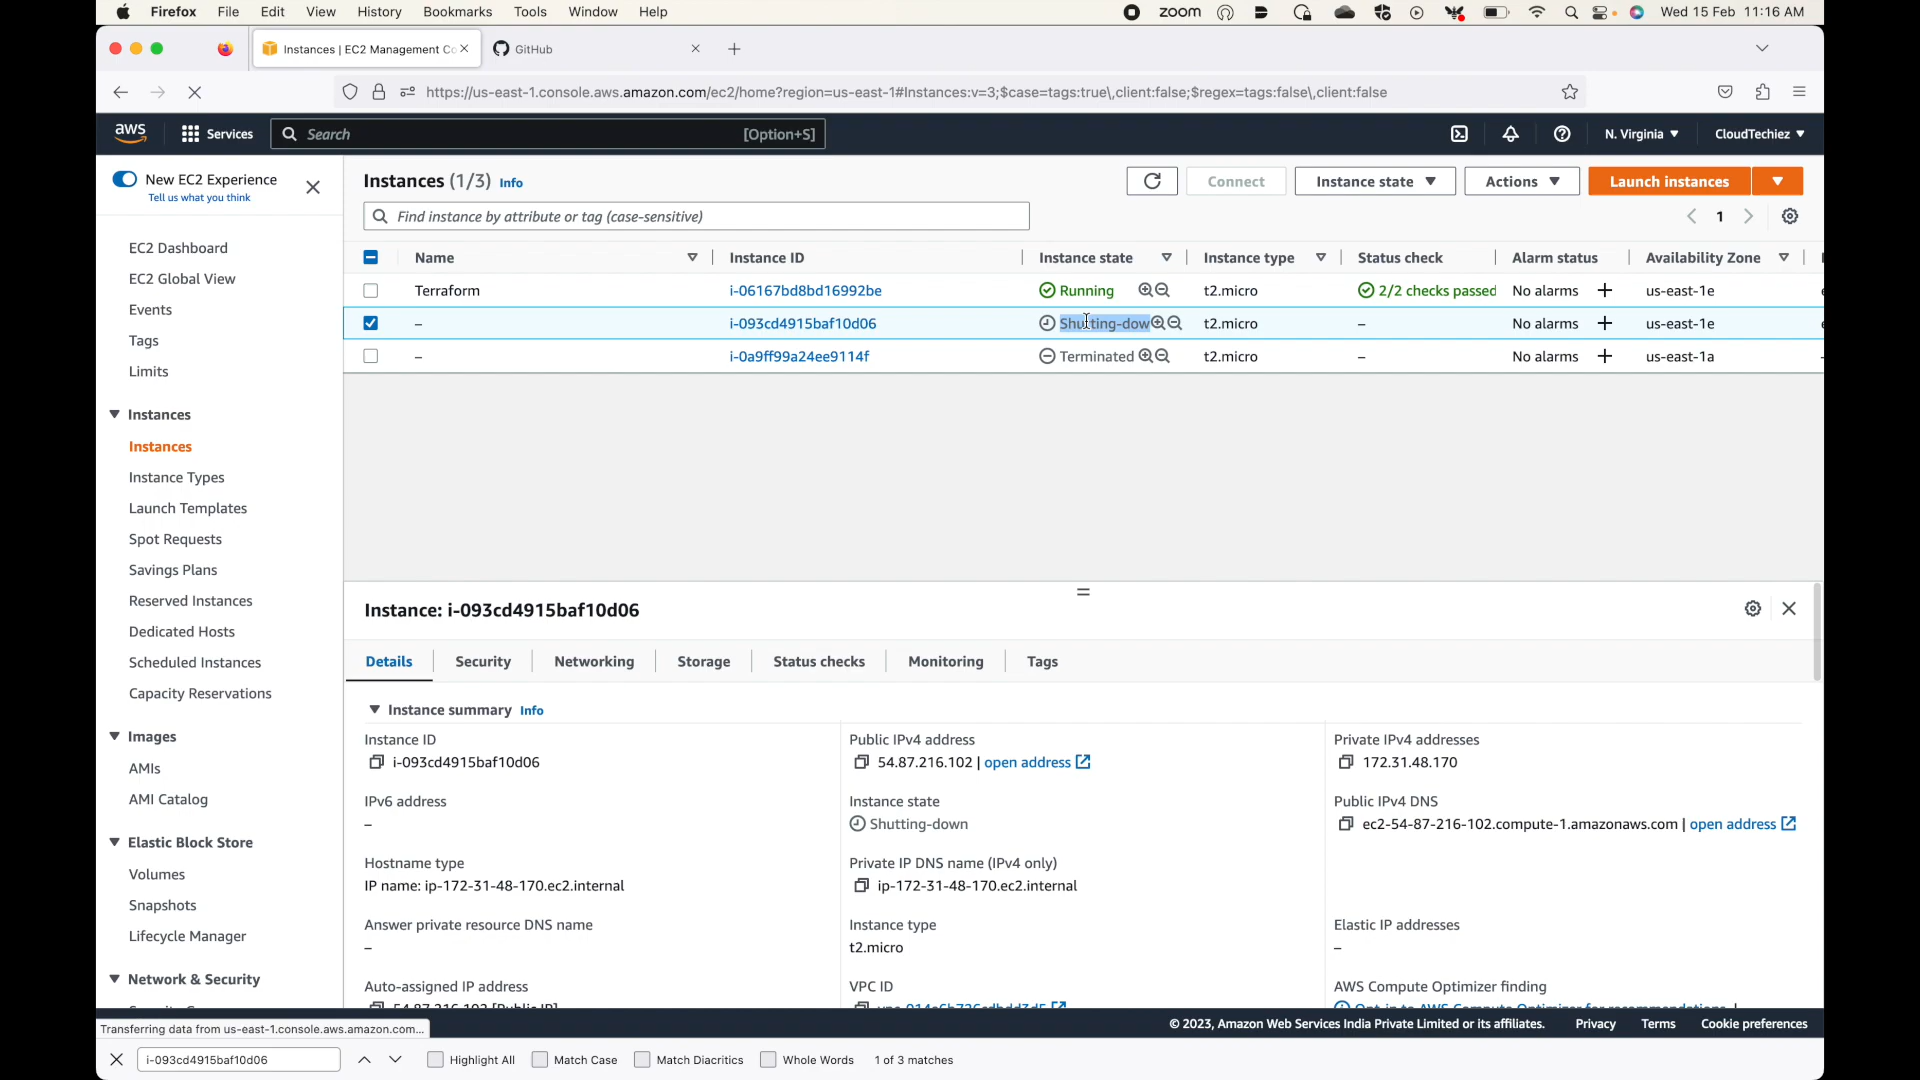 Firefox File Edit View History Bookmarks Tools Window Help zoom Wed 15 Feb 11:16 AM
Instances | EC2 Management Co GitHub
https://us-east-1.console.aws.amazon.com/ec2/home?region=us-east-1#Instances:v=3;$case=tags:true\,client:false;$regex=tags:false\,client:false
aws Services Search [Option+S] N. Virginia CloudTechiez
New EC2 Experience
Tell us what you think
EC2 Dashboard
EC2 Global View
Events
Tags
Limits
Instances
Instances
Instance Types
Launch Templates
Spot Requests
Savings Plans
Reserved Instances
Dedicated Hosts
Scheduled Instances
Capacity Reservations
Images
AMIs
AMI Catalog
Elastic Block Store
Volumes
Snapshots
Lifecycle Manager
Network & Security
Instances (1/3) Info Connect Instance state Actions Launch instances
Find instance by attribute or tag (case-sensitive) 1
Name Instance ID Instance state Instance type Status check Alarm status Availability Zone
Terraform i-06167bd8bd16992be Running t2.micro 2/2 checks passed No alarms + us-east-1e
– i-093cd4915baf10d06 Shutting-dow t2.micro – No alarms + us-east-1e
– i-0a9ff99a24ee9114f Terminated t2.micro – No alarms + us-east-1a
Instance: i-093cd4915baf10d06
Details Security Networking Storage Status checks Monitoring Tags
Instance summary Info
Instance ID Public IPv4 address Private IPv4 addresses
i-093cd4915baf10d06 54.87.216.102 | open address 172.31.48.170
IPv6 address Instance state Public IPv4 DNS
– Shutting-down ec2-54-87-216-102.compute-1.amazonaws.com | open address
Hostname type Private IP DNS name (IPv4 only)
IP name: ip-172-31-48-170.ec2.internal ip-172-31-48-170.ec2.internal
Answer private resource DNS name Instance type Elastic IP addresses
– t2.micro –
Auto-assigned IP address VPC ID AWS Compute Optimizer finding
54.87.216.102 [Public IP] Opt-in to AWS Compute Optimizer for recommendations. |
Transferring data from us-east-1.console.aws.amazon.com... © 2023, Amazon Web Services India Private Limited or its affiliates. Privacy Terms Cookie preferences
i-093cd4915baf10d06 Highlight All Match Case Match Diacritics Whole Words 1 of 3 matches